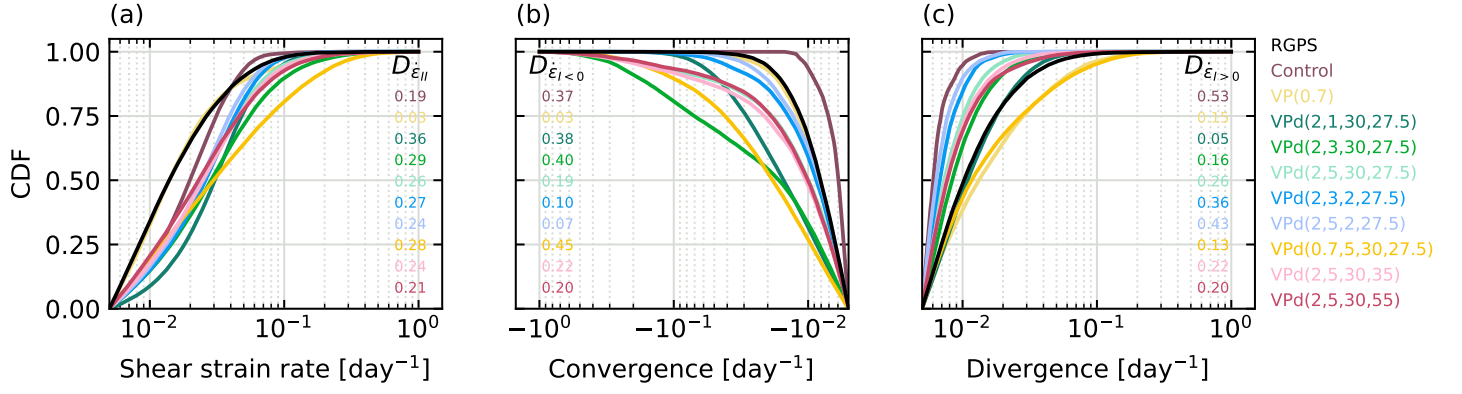 (a)
(b)
(c)
CDF
1.00
0.75
0.50
0.25
0.00
D_{\dot{ε}_{II}}
0.19
0.03
0.36
0.29
0.26
0.27
0.24
0.28
0.24
0.21
10^{-2}
10^{-1}
10^{0}
Shear strain rate [day^{-1}]
D_{\dot{ε}_{I<0}}
0.37
0.03
0.38
0.40
0.19
0.10
0.07
0.45
0.22
0.20
−10^{0}
−10^{-1}
−10^{-2}
Convergence [day^{-1}]
D_{\dot{ε}_{I>0}}
0.53
0.15
0.05
0.16
0.26
0.36
0.43
0.13
0.22
0.20
10^{-2}
10^{-1}
10^{0}
Divergence [day^{-1}]
RGPS
Control
VP(0.7)
VPd(2,1,30,27.5)
VPd(2,3,30,27.5)
VPd(2,5,30,27.5)
VPd(2,3,2,27.5)
VPd(2,5,2,27.5)
VPd(0.7,5,30,27.5)
VPd(2,5,30,35)
VPd(2,5,30,55)